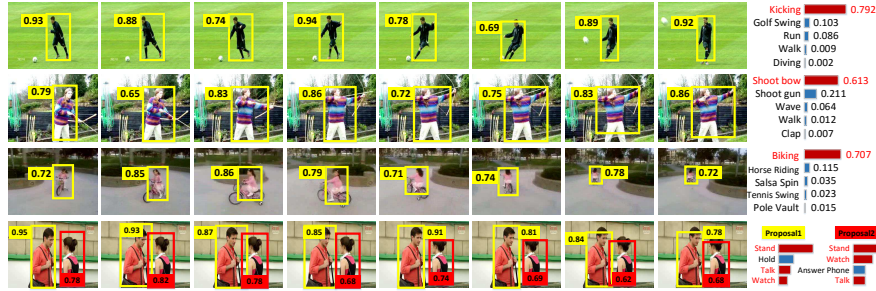 0.93 0.88 0.74 0.94 0.78 0.69 0.89 0.92
Kicking 0.792
Golf Swing 0.103
Run 0.086
Walk 0.009
Diving 0.002
0.79 0.65 0.83 0.86 0.72 0.75 0.83 0.86
Shoot bow 0.613
Shoot gun 0.211
Wave 0.064
Walk 0.012
Clap 0.007
0.72 0.85 0.86 0.79 0.71 0.74 0.78 0.72
Biking 0.707
Horse Riding 0.115
Salsa Spin 0.035
Tennis Swing 0.023
Pole Vault 0.015
0.95 0.93 0.87 0.85 0.91 0.81 0.84 0.78
0.78 0.82 0.78 0.68 0.74 0.69 0.62 0.68
Proposal1 Proposal2
Stand Stand
Hold Watch
Talk Answer Phone
Watch Talk